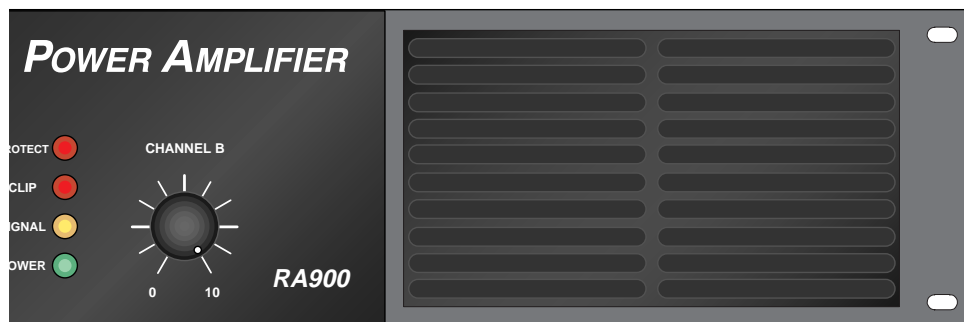 POWER AMPLIFIER
ROTECT
CHANNEL B
CLIP
IGNAL
OWER
0 10
RA900